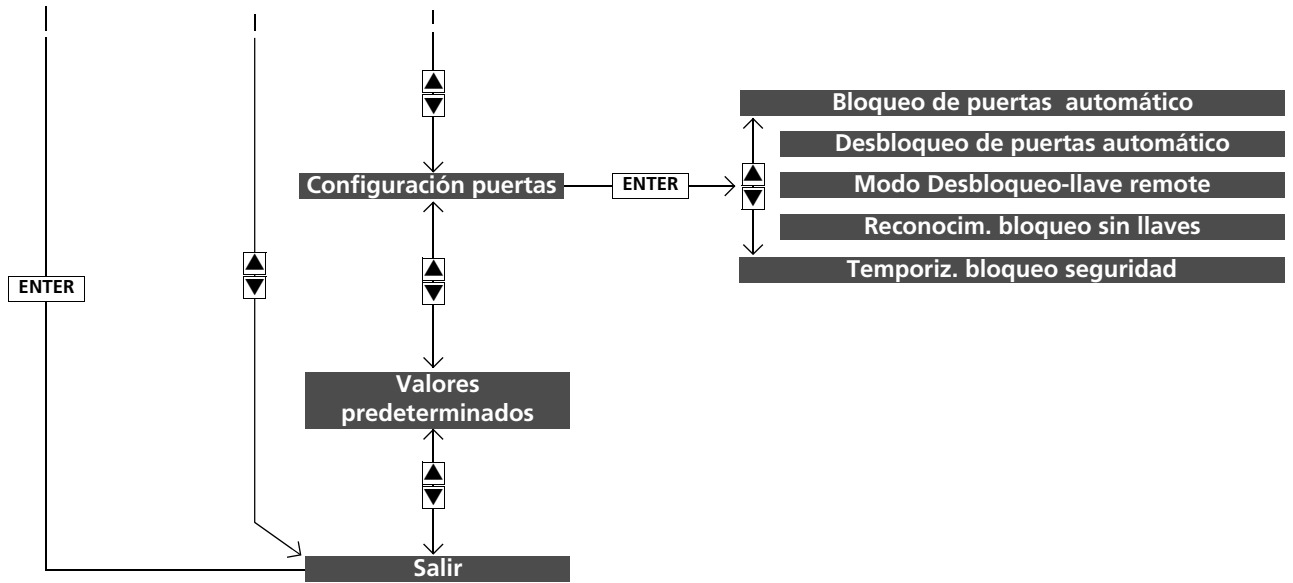 Bloqueo de puertas automático
Desbloqueo de puertas automático
Configuración puertas
ENTER
Modo Desbloqueo-llave remote
Reconocim. bloqueo sin llaves
Temporiz. bloqueo seguridad
ENTER
Valores
predeterminados
Salir